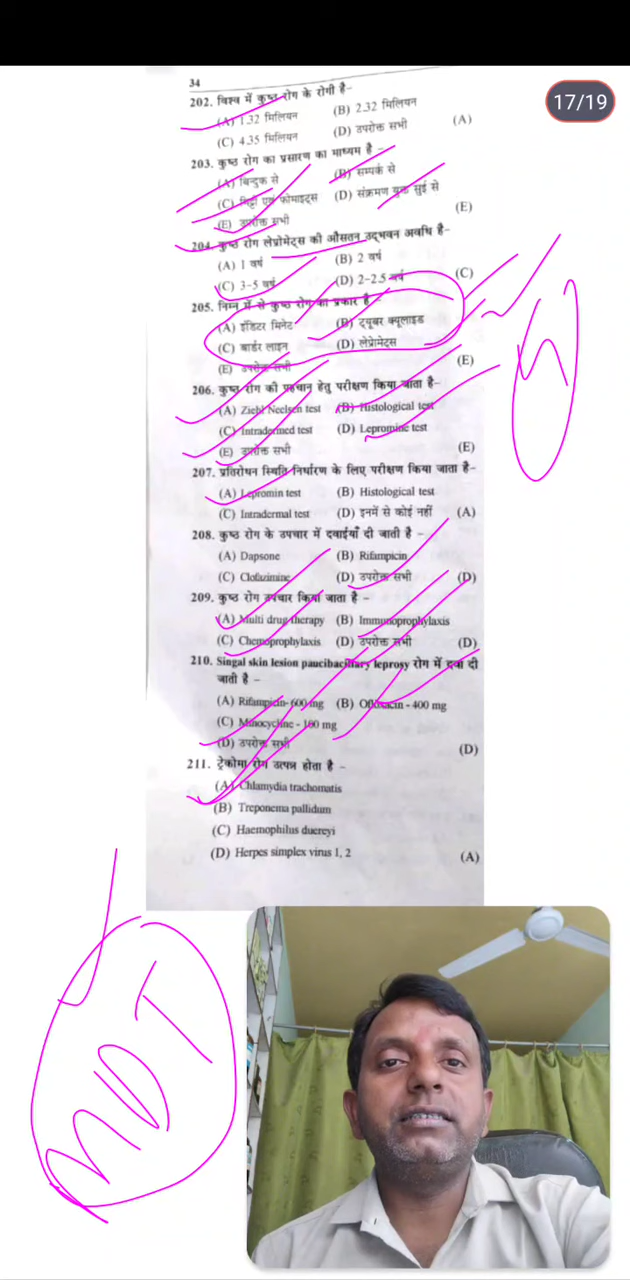 17/19
34
202. विश्व में कुष्ठ रोग के रोगी है-
(A) 1.32 मिलियन (B) 2.32 मिलियन
(C) 4.35 मिलियन (D) उपरोक्त सभी (A)
203. कुष्ठ रोग का प्रसारण का माध्यम है -
(A) बिन्दुक से (B) सम्पर्क से
(C) मिट्टी एवं फोमाइट्स (D) संक्रमण युक्त सुई से
(E) उपरोक्त सभी (E)
204. कुष्ठ रोग लेप्रोमेट्स की औसतन उद्भवन अवधि है-
(A) 1 वर्ष (B) 2 वर्ष
(C) 3-5 वर्ष (D) 2-2.5 वर्ष (C)
205. निम्न में से कुष्ठ रोग का प्रकार है -
(A) इंडिटर मिनेट (B) ट्यूबर क्यूलाइड
(C) बार्डर लाइन (D) लेप्रोमेट्स
(E) उपरोक्त सभी (E)
206. कुष्ठ रोग की पहचान हेतु परीक्षण किया जाता है-
(A) Ziehl Neelsen test (B) Histological test
(C) Intradermed test (D) Lepromine test
(E) उपरोक्त सभी (E)
207. प्रतिरोधन स्थिति निर्धारण के लिए परीक्षण किया जाता है-
(A) Lepromin test (B) Histological test
(C) Intradermal test (D) इनमें से कोई नहीं (A)
208. कुष्ठ रोग के उपचार में दवाईयाँ दी जाती है -
(A) Dapsone (B) Rifampicin
(C) Clofazimine (D) उपरोक्त सभी (D)
209. कुष्ठ रोग उपचार किया जाता है -
(A) Multi drug therapy (B) Immunoprophylaxis
(C) Chemoprophylaxis (D) उपरोक्त सभी (D)
210. Singal skin lesion paucibacillary leprosy रोग में दवा दी
जाती है -
(A) Rifampicin- 600 mg (B) Ofloxacin - 400 mg
(C) Minocycline - 100 mg
(D) उपरोक्त सभी (D)
211. ट्रेकोमा रोग उत्पन्न होता है -
(A) Chlamydia trachomatis
(B) Treponema pallidum
(C) Haemophilus duereyi
(D) Herpes simplex virus 1, 2 (A)
MDT